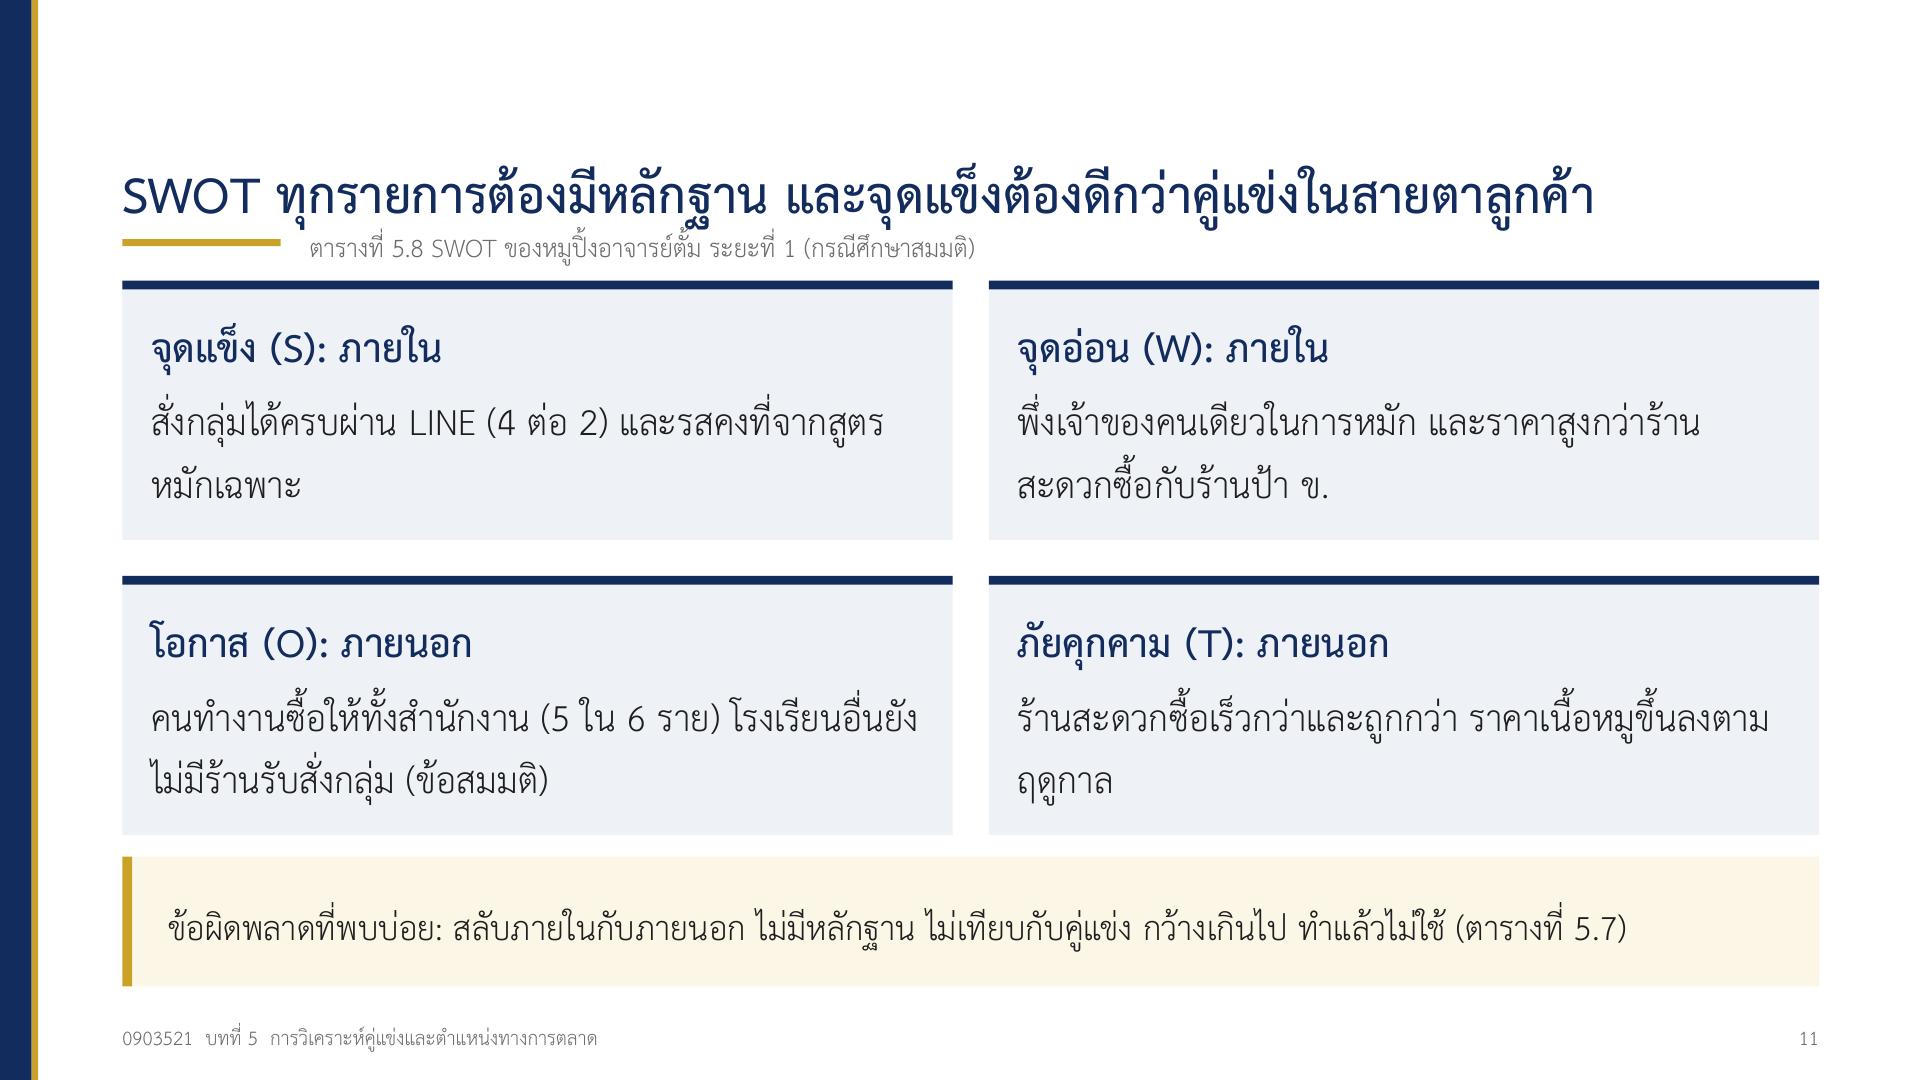 SWOT ทุกรายการต้องมีหลักฐาน และจุดแข็งต้องดีกว่าคู่แข่งในสายตาลูกค้า
ตารางที่ 5.8 SWOT ของหมูปิ้งอาจารย์ตั้ม ระยะที่ 1 (กรณีศึกษาสมมติ)
จุดแข็ง (S): ภายใน
สั่งกลุ่มได้ครบผ่าน LINE (4 ต่อ 2) และรสคงที่จากสูตร
หมักเฉพาะ
จุดอ่อน (W): ภายใน
พึ่งเจ้าของคนเดียวในการหมัก และราคาสูงกว่าร้าน
สะดวกซื้อกับร้านป้า ข.
โอกาส (O): ภายนอก
คนทำงานซื้อให้ทั้งสำนักงาน (5 ใน 6 ราย) โรงเรียนอื่นยัง
ไม่มีร้านรับสั่งกลุ่ม (ข้อสมมติ)
ภัยคุกคาม (T): ภายนอก
ร้านสะดวกซื้อเร็วกว่าและถูกกว่า ราคาเนื้อหมูขึ้นลงตาม
ฤดูกาล
ข้อผิดพลาดที่พบบ่อย: สลับภายในกับภายนอก ไม่มีหลักฐาน ไม่เทียบกับคู่แข่ง กว้างเกินไป ทำแล้วไม่ใช้ (ตารางที่ 5.7)
0903521 บทที่ 5 การวิเคราะห์คู่แข่งและตำแหน่งทางการตลาด
11